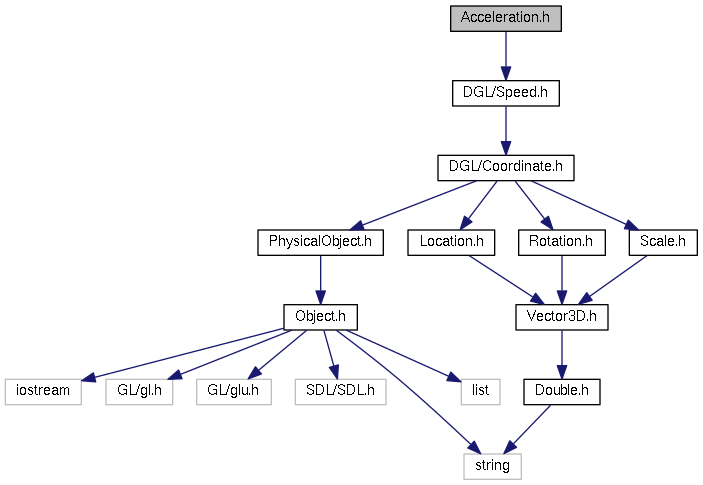 Acceleration.h
DGL/Speed.h
DGL/Coordinate.h
PhysicalObject.h
Location.h
Rotation.h
Scale.h
Object.h
Vector3D.h
iostream
GL/gl.h
GL/glu.h
SDL/SDL.h
list
Double.h
string